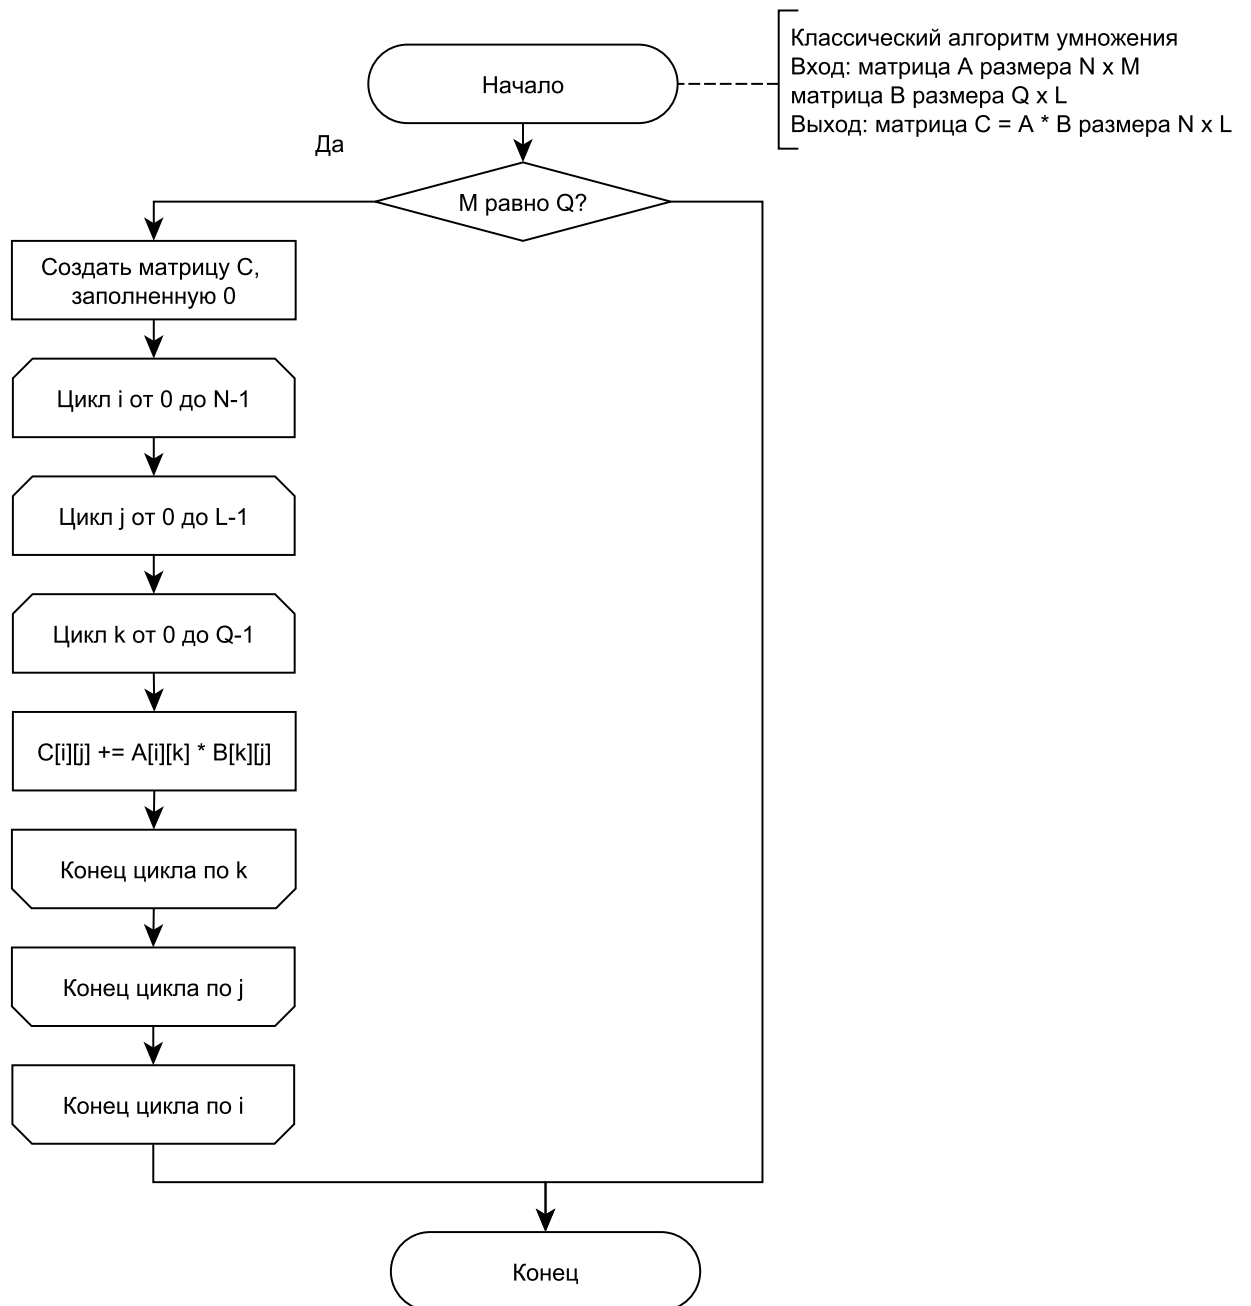 Классический алгоритм умножения
Вход: матрица A размера N x M
матрица B размера Q x L
Выход: матрица C = A * B размера N x L
Начало
Да
M равно Q?
Создать матрицу C,
заполненную 0
Цикл i от 0 до N-1
Цикл j от 0 до L-1
Цикл k от 0 до Q-1
C[i][j] += A[i][k] * B[k][j]
Конец цикла по k
Конец цикла по j
Конец цикла по i
Конец